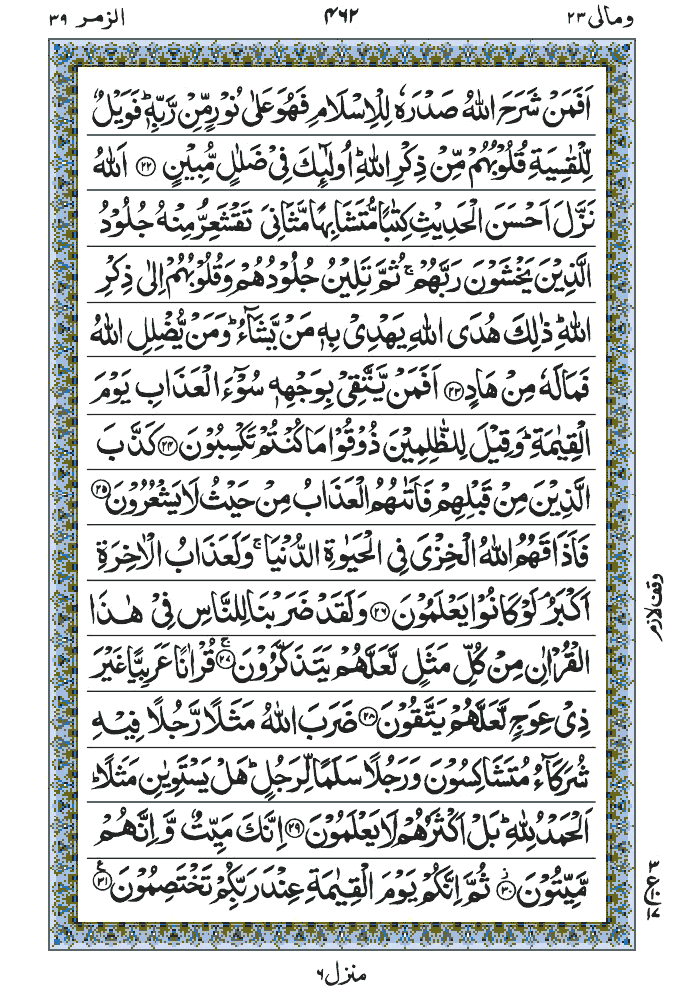 ومالی ٢٣ ٤٦٢ الزمر ٣٩
اَفَمَنْ شَرَحَ اللّٰهُ صَدْرَهٗ لِلْاِسْلَامِ فَهُوَ عَلٰی نُوْرٍ مِّنْ رَّبِّهٖ ؕ فَوَیْلٌ
لِّلْقٰسِیَةِ قُلُوْبُهُمْ مِّنْ ذِكْرِ اللّٰهِ ؕ اُولٰٓىِٕكَ فِیْ ضَلٰلٍ مُّبِیْنٍ ﴿٢٢﴾ اَللّٰهُ
نَزَّلَ اَحْسَنَ الْحَدِیْثِ كِتٰبًا مُّتَشَابِهًا مَّثَانِیَ تَقْشَعِرُّ مِنْهُ جُلُوْدُ
الَّذِیْنَ یَخْشَوْنَ رَبَّهُمْ ۚ ثُمَّ تَلِیْنُ جُلُوْدُهُمْ وَقُلُوْبُهُمْ اِلٰی ذِكْرِ
اللّٰهِ ؕ ذٰلِكَ هُدَی اللّٰهِ یَهْدِیْ بِهٖ مَنْ یَّشَآءُ ؕ وَمَنْ یُّضْلِلِ اللّٰهُ
فَمَا لَهٗ مِنْ هَادٍ ﴿٢٣﴾ اَفَمَنْ یَّتَّقِیْ بِوَجْهِهٖ سُوْٓءَ الْعَذَابِ یَوْمَ
الْقِیٰمَةِ ؕ وَقِیْلَ لِلظّٰلِمِیْنَ ذُوْقُوْا مَا كُنْتُمْ تَكْسِبُوْنَ ﴿٢٤﴾ كَذَّبَ
الَّذِیْنَ مِنْ قَبْلِهِمْ فَاَتٰىهُمُ الْعَذَابُ مِنْ حَیْثُ لَا یَشْعُرُوْنَ ﴿٢٥﴾
فَاَذَاقَهُمُ اللّٰهُ الْخِزْیَ فِی الْحَیٰوةِ الدُّنْیَا ۚ وَلَعَذَابُ الْاٰخِرَةِ
اَكْبَرُ ۘ لَوْ كَانُوْا یَعْلَمُوْنَ ﴿٢٦﴾ وَلَقَدْ ضَرَبْنَا لِلنَّاسِ فِیْ هٰذَا
وقف لازم
الْقُرْاٰنِ مِنْ كُلِّ مَثَلٍ لَّعَلَّهُمْ یَتَذَكَّرُوْنَ ۚ﴿٢٧﴾ قُرْاٰنًا عَرَبِیًّا غَیْرَ
ذِیْ عِوَجٍ لَّعَلَّهُمْ یَتَّقُوْنَ ﴿٢٨﴾ ضَرَبَ اللّٰهُ مَثَلًا رَّجُلًا فِیْهِ
شُرَكَآءُ مُتَشَاكِسُوْنَ وَرَجُلًا سَلَمًا لِّرَجُلٍ ؕ هَلْ یَسْتَوِیٰنِ مَثَلًا ؕ
اَلْحَمْدُ لِلّٰهِ ؕ بَلْ اَكْثَرُهُمْ لَا یَعْلَمُوْنَ ﴿٢٩﴾ اِنَّكَ مَیِّتٌ وَّاِنَّهُمْ
مَّیِّتُوْنَ ؗ﴿٣٠﴾ ثُمَّ اِنَّكُمْ یَوْمَ الْقِیٰمَةِ عِنْدَ رَبِّكُمْ تَخْتَصِمُوْنَ ﴿٣١﴾ ع
منزل ٦